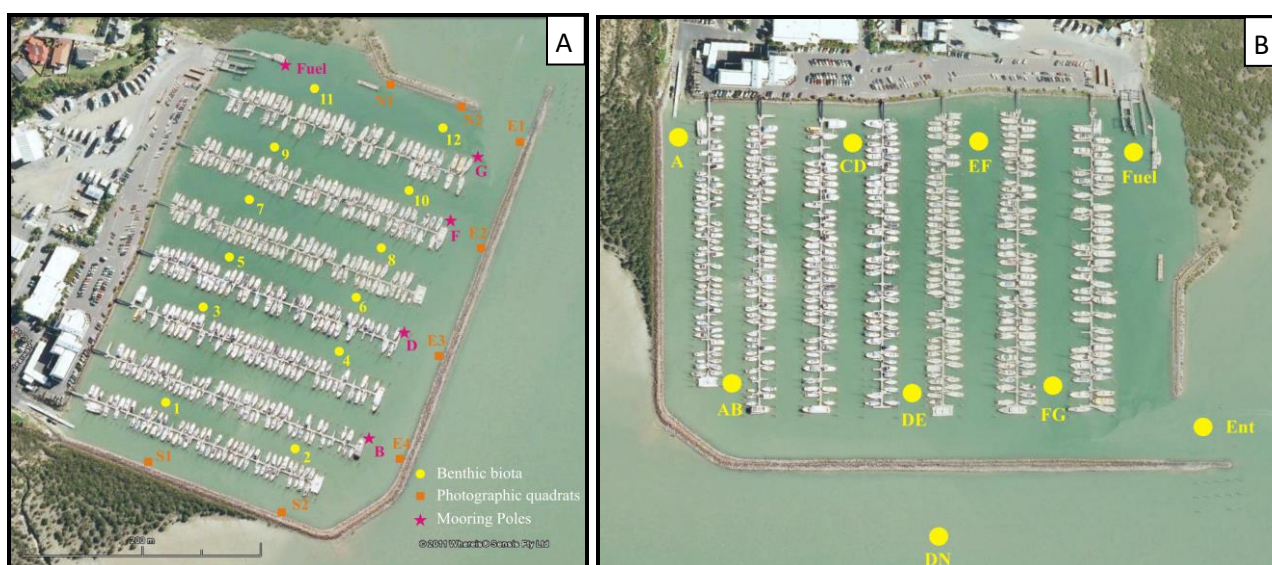 A
Fuel
11
N1
N2
12
E1
9
G
10
7
F
E2
5
8
6
3
D
4
E3
1
B
E4
2
S1
S2
Benthic biota
Photographic quadrats
Mooring Poles
200 m
© 2011 Whereis® Sensis Pty Ltd
B
A
CD
EF
Fuel
AB
DE
FG
Ent
DN